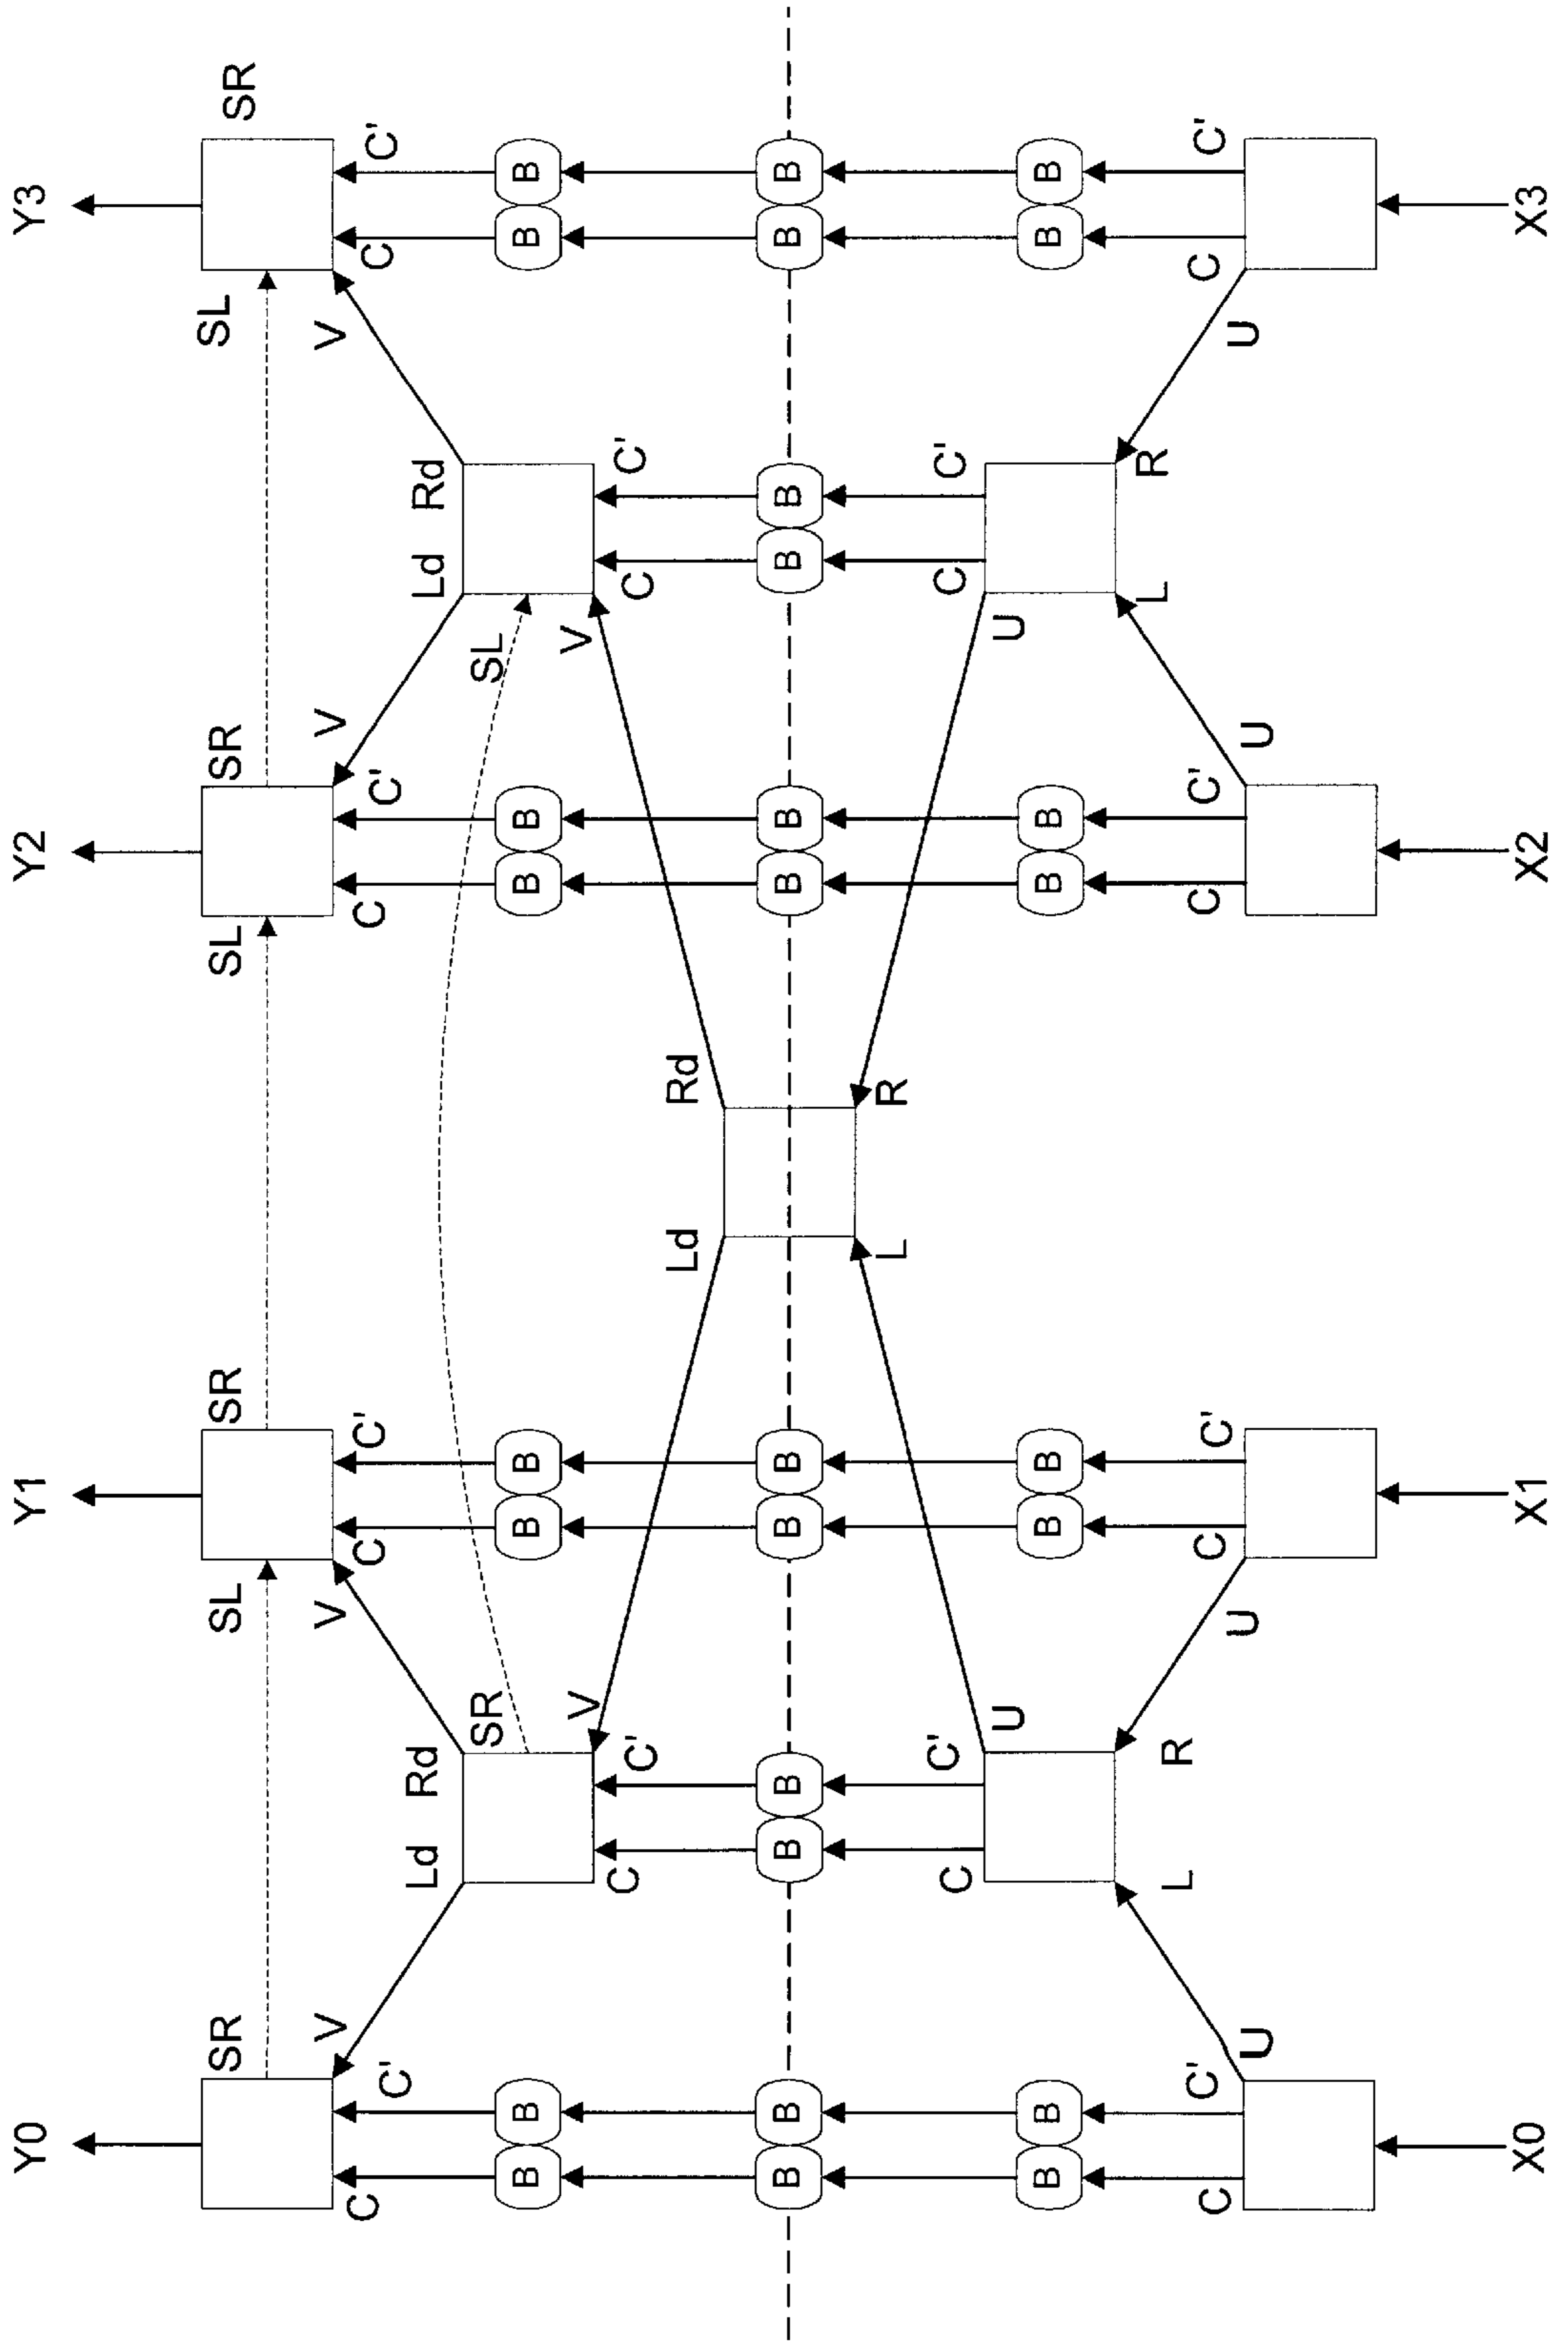 Y0 Y1 Y2 Y3
SR SL SR SL SR SL SR
V V V V
C C' C C' C C' C C'
Ld Rd Ld Rd
SR SL
B B B B B B B B
V V
C C' C C'
Ld Rd
B B B B B B B B B B B B
L R
C C' C C'
U U
B B B B B B B B
L R L R
C C' C C' C C' C C'
U U U U
X0 X1 X2 X3